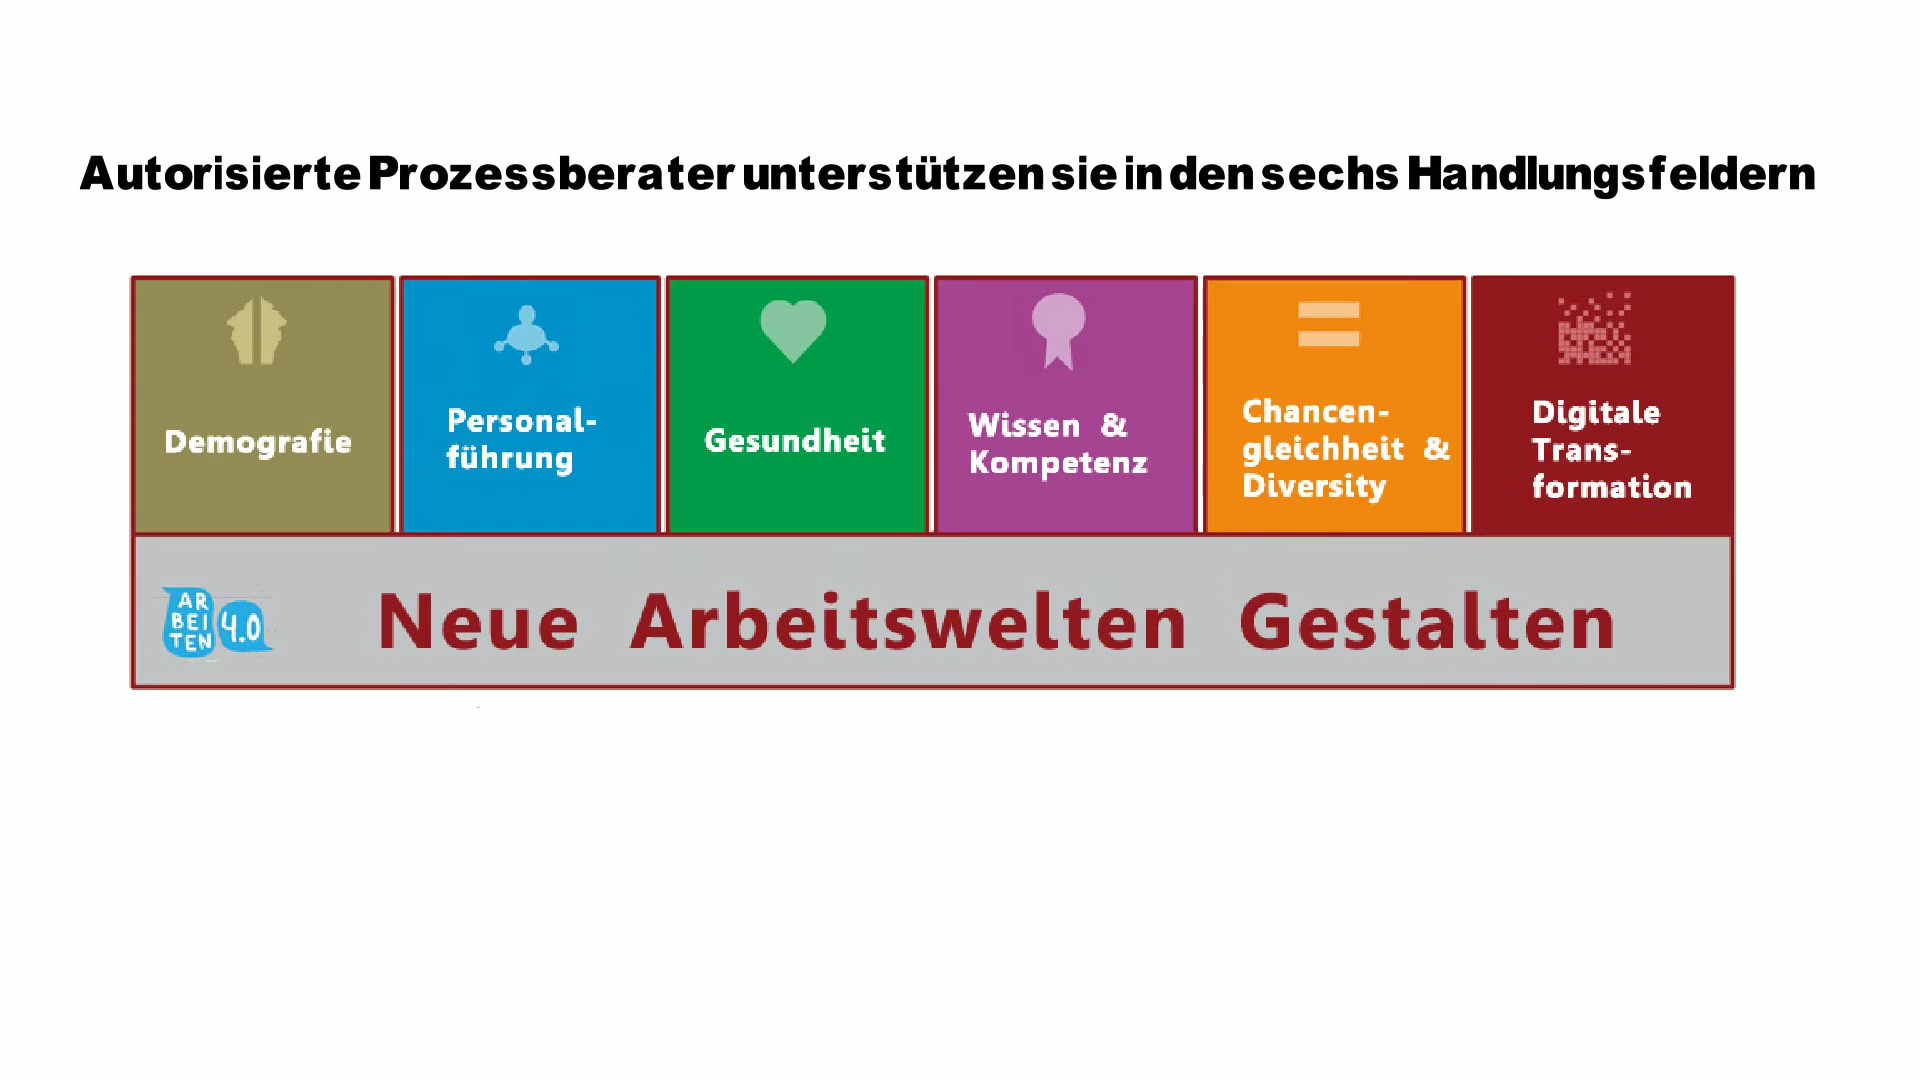 Autorisierte Prozessberater unterstützen sie in den sechs Handlungsfeldern
Demografie
Personal-
führung
Gesundheit
Wissen &
Kompetenz
Chancen-
gleichheit &
Diversity
Digitale
Trans-
formation
AR
BEI
TEN
4.0
Neue Arbeitswelten Gestalten